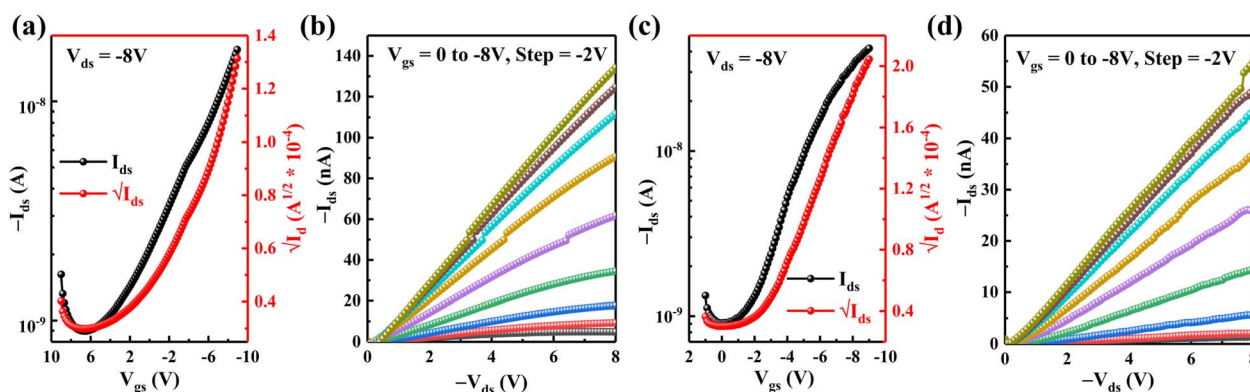 (a)
V_ds = -8V
I_ds
√I_ds
10^-8
10^-9
-I_ds (A)
1.4
1.2
1.0
0.8
0.6
0.4
√I_d (A^1/2 * 10^-4)
10 6 2 -2 -6 -10
V_gs (V)
(b)
V_gs = 0 to -8V, Step = -2V
140
120
100
80
60
40
20
0
-I_ds (nA)
0 2 4 6 8
-V_ds (V)
(c)
V_ds = -8V
I_ds
√I_ds
10^-8
10^-9
-I_ds (A)
2.0
1.6
1.2
0.8
0.4
√I_d (A^1/2 * 10^-4)
2 0 -2 -4 -6 -8 -10
V_gs (V)
(d)
V_gs = 0 to -8V, Step = -2V
60
50
40
30
20
10
0
-I_ds (nA)
0 2 4 6 8
-V_ds (V)